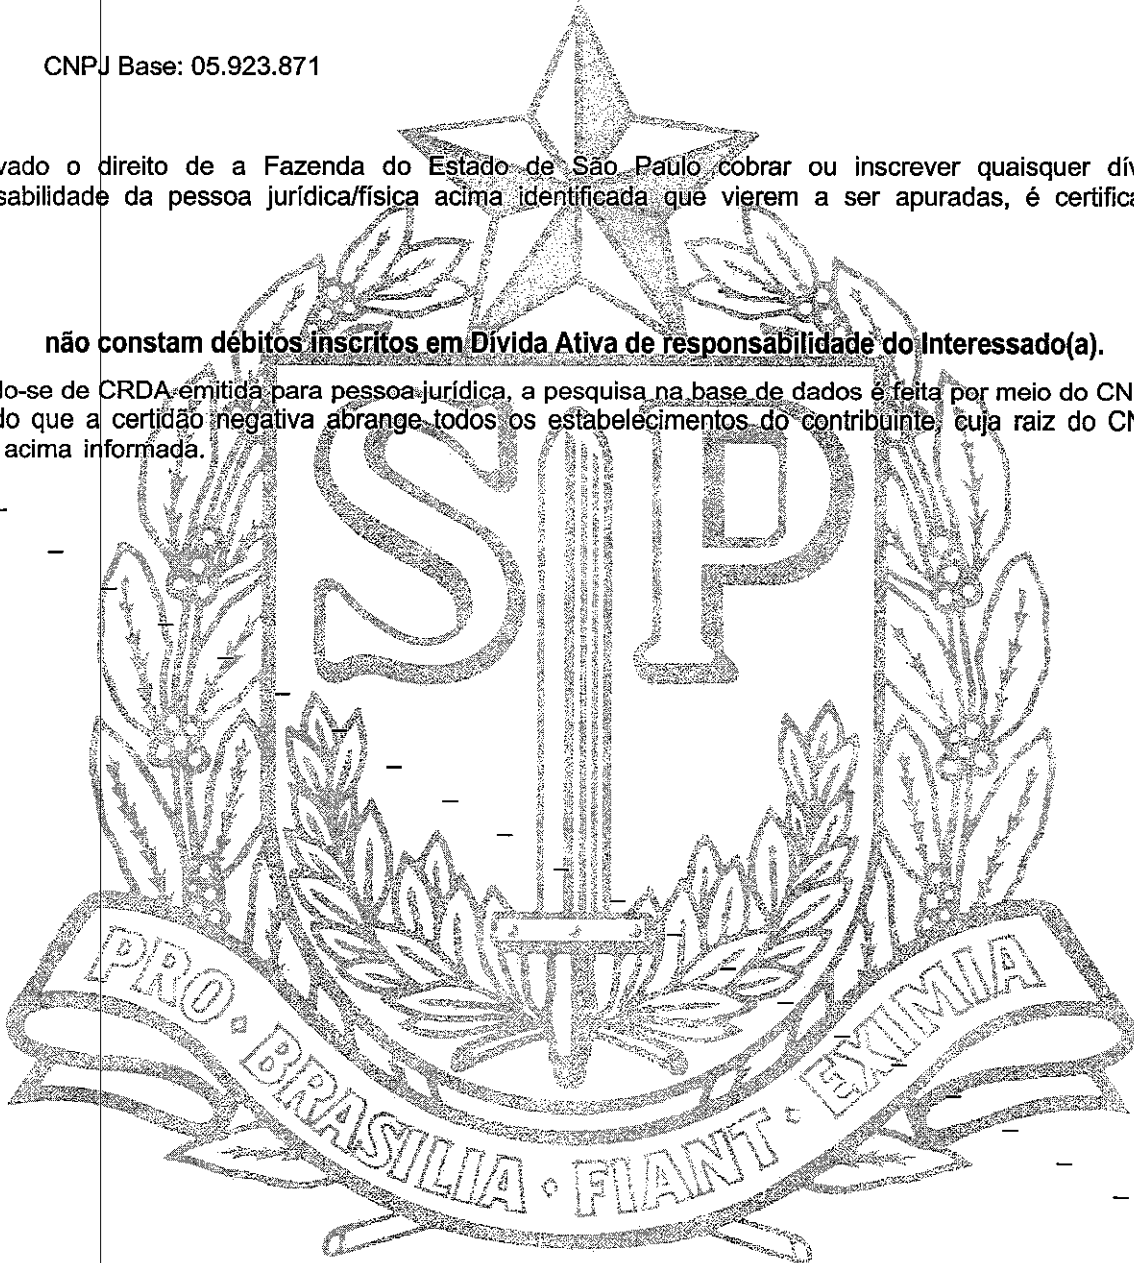 CNPJ Base: 05.923.871
vado o direito de a Fazenda do Estado de São Paulo cobrar ou inscrever quaisquer dív
sabilidade da pessoa jurídica/física acima identificada que vierem a ser apuradas, é certifica
não constam débitos inscritos em Dívida Ativa de responsabilidade do Interessado(a).
do-se de CRDA emitida para pessoa jurídica, a pesquisa na base de dados é feita por meio do CN
do que a certidão negativa abrange todos os estabelecimentos do contribuinte, cuja raiz do CN
acima informada.
SP
PRO · BRASILIA · FIANT · EXIMIA